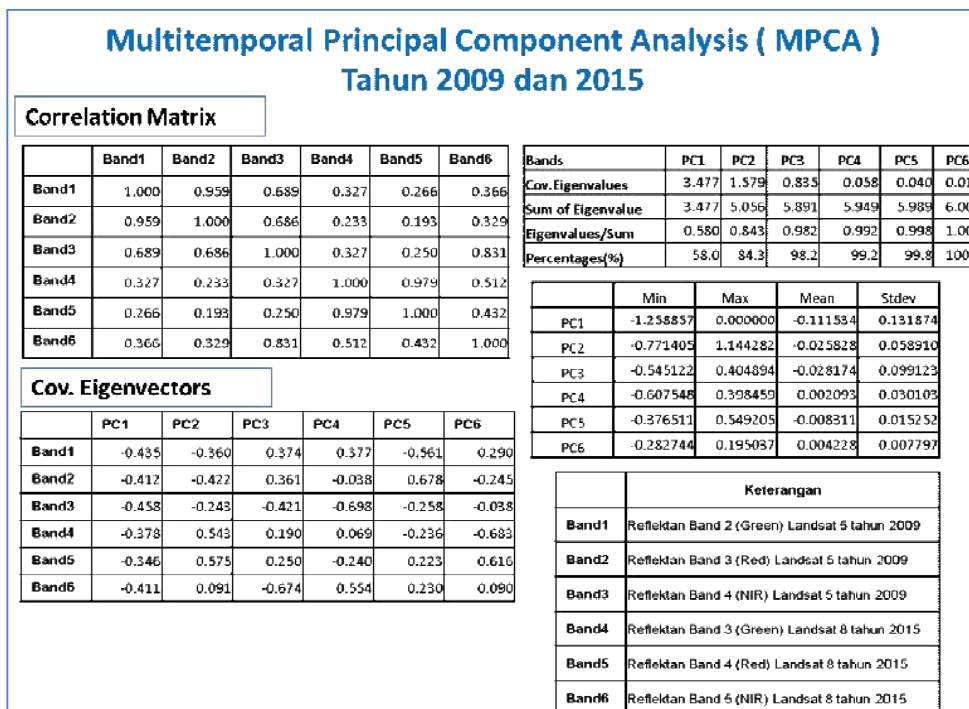 Multitemporal Principal Component Analysis ( MPCA )
Tahun 2009 dan 2015
Correlation Matrix
Band1 Band2 Band3 Band4 Band5 Band6
Band1 1.000 0.959 0.689 0.327 0.266 0.366
Band2 0.959 1.000 0.686 0.233 0.193 0.329
Band3 0.689 0.686 1.000 0.327 0.250 0.831
Band4 0.327 0.233 0.327 1.000 0.979 0.512
Band5 0.266 0.193 0.250 0.979 1.000 0.432
Band6 0.366 0.329 0.831 0.512 0.432 1.000
Bands PC1 PC2 PC3 PC4 PC5 PC6
Cov.Eigenvalues 3.477 1.579 0.835 0.058 0.040
Sum of Eigenvalue 3.477 5.056 5.891 5.949 5.989
Eigenvalues/Sum 0.580 0.843 0.982 0.992 0.998
Percentages(%) 58.0 84.3 98.2 99.2 99.8 100
Min Max Mean Stdev
PC1 -1.258857 0.000000 -0.111534 0.131874
PC2 -0.771405 1.144282 -0.025828 0.058910
PC3 -0.545122 0.404894 -0.028174 0.099123
PC4 -0.607548 0.398459 0.002093 0.030103
PC5 -0.376511 0.549205 -0.008311 0.015252
PC6 -0.282744 0.195037 0.004228 0.007797
Cov. Eigenvectors
PC1 PC2 PC3 PC4 PC5 PC6
Band1 -0.435 -0.360 0.374 0.377 -0.561 0.290
Band2 -0.412 -0.422 0.361 -0.038 0.678 -0.245
Band3 -0.458 -0.243 -0.421 -0.698 -0.258 -0.038
Band4 -0.378 0.543 0.190 0.069 -0.236 -0.683
Band5 -0.346 0.575 0.250 -0.240 0.223 0.616
Band6 -0.411 0.091 -0.674 0.554 0.230 0.090
Keterangan
Band1 Reflektan Band 2 (Green) Landsat 5 tahun 2009
Band2 Reflektan Band 3 (Red) Landsat 5 tahun 2009
Band3 Reflektan Band 4 (NIR) Landsat 5 tahun 2009
Band4 Reflektan Band 3 (Green) Landsat 8 tahun 2015
Band5 Reflektan Band 4 (Red) Landsat 8 tahun 2015
Band6 Reflektan Band 5 (NIR) Landsat 8 tahun 2015